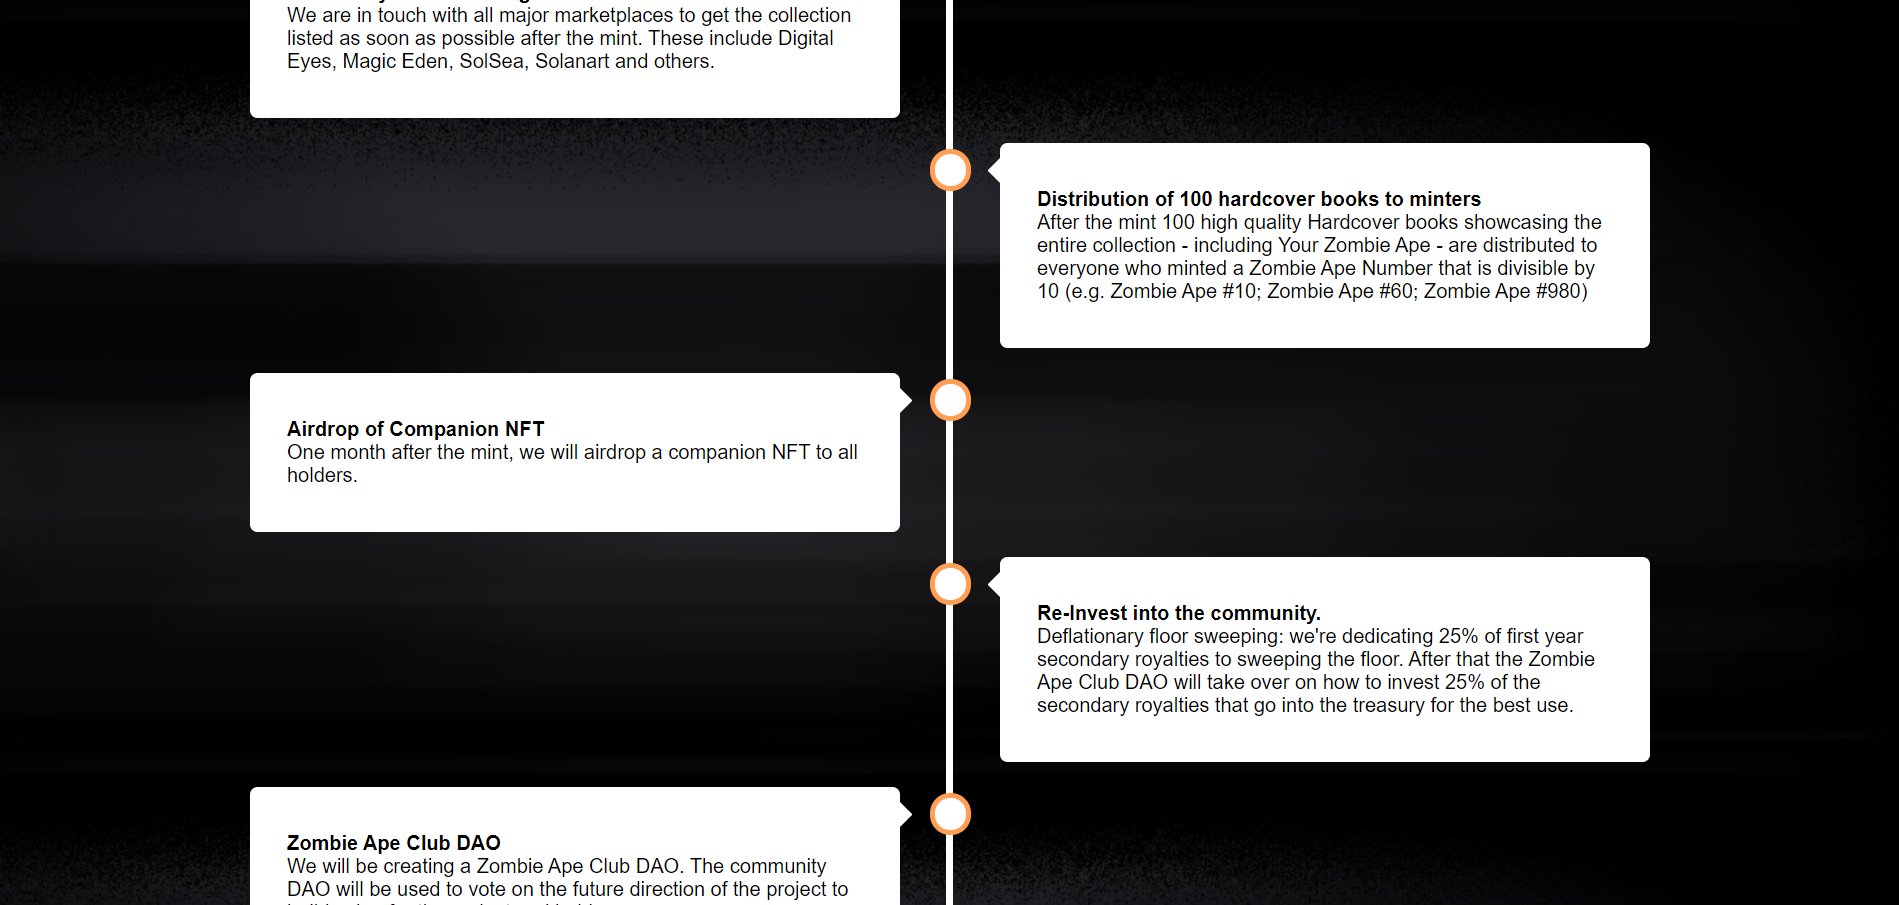 We are in touch with all major marketplaces to get the collection
listed as soon as possible after the mint. These include Digital
Eyes, Magic Eden, SolSea, Solanart and others.
Distribution of 100 hardcover books to minters
After the mint 100 high quality Hardcover books showcasing the
entire collection - including Your Zombie Ape - are distributed to
everyone who minted a Zombie Ape Number that is divisible by
10 (e.g. Zombie Ape #10; Zombie Ape #60; Zombie Ape #980)
Airdrop of Companion NFT
One month after the mint, we will airdrop a companion NFT to all
holders.
Re-Invest into the community.
Deflationary floor sweeping: we're dedicating 25% of first year
secondary royalties to sweeping the floor. After that the Zombie
Ape Club DAO will take over on how to invest 25% of the
secondary royalties that go into the treasury for the best use.
Zombie Ape Club DAO
We will be creating a Zombie Ape Club DAO. The community
DAO will be used to vote on the future direction of the project to